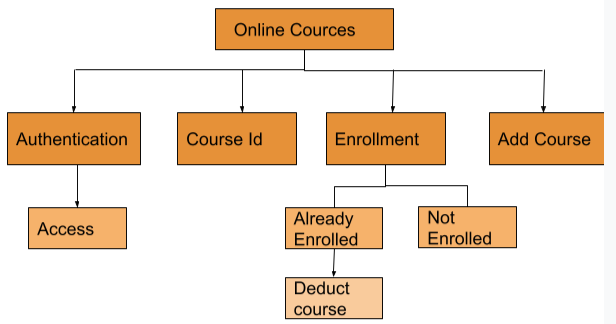 Online Cources
Authentication
Course Id
Enrollment
Add Course
Access
Already
Enrolled
Not
Enrolled
Deduct
course